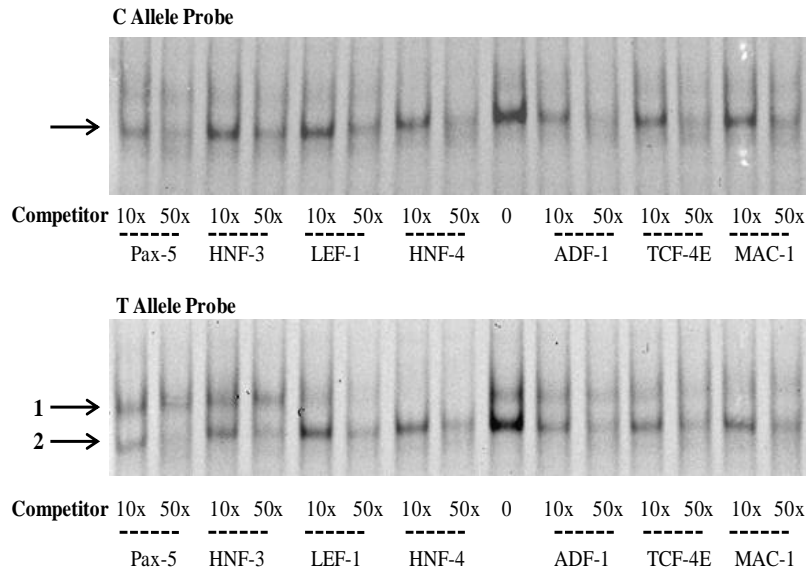 C Allele Probe
Competitor 10x 50x 10x 50x 10x 50x 10x 50x 0 10x 50x 10x 50x 10x 50x
Pax-5 HNF-3 LEF-1 HNF-4 ADF-1 TCF-4E MAC-1
T Allele Probe
1
2
Competitor 10x 50x 10x 50x 10x 50x 10x 50x 0 10x 50x 10x 50x 10x 50x
Pax-5 HNF-3 LEF-1 HNF-4 ADF-1 TCF-4E MAC-1